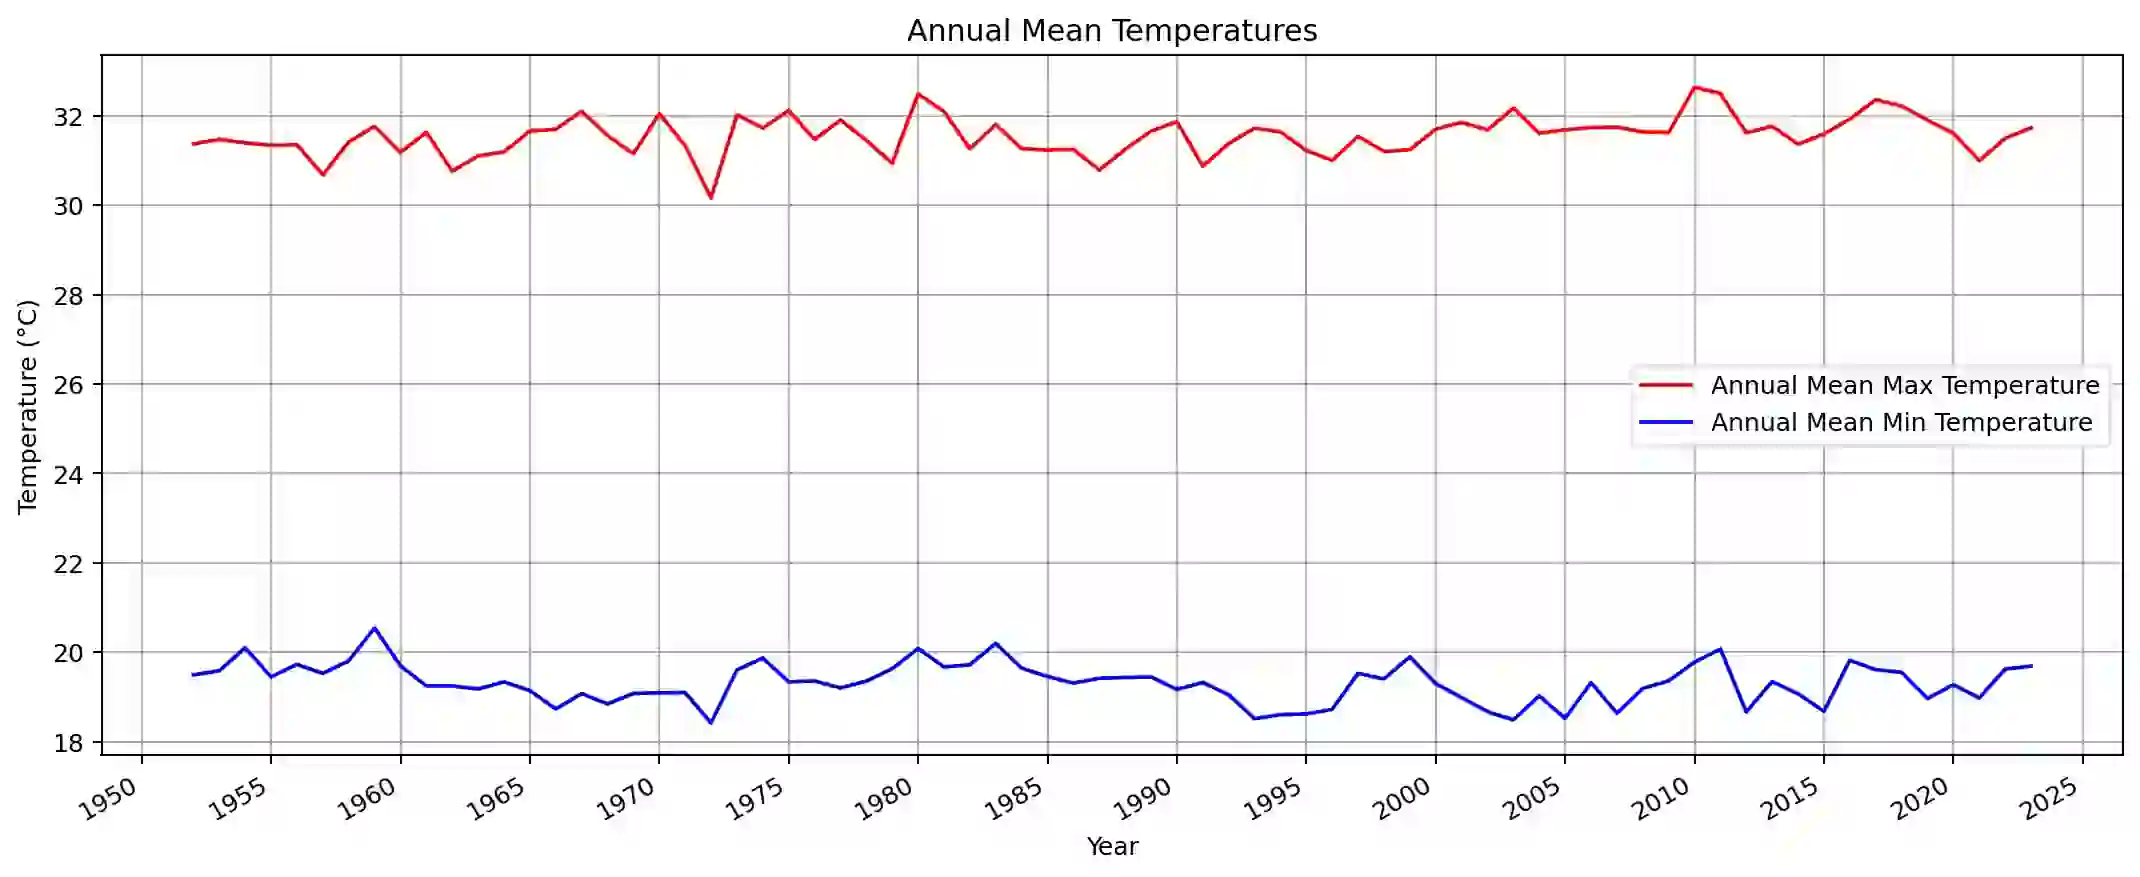 Annual Mean Temperatures
32
30
28
26
24
22
20
18
Temperature (°C)
Annual Mean Max Temperature
Annual Mean Min Temperature
1950 1955 1960 1965 1970 1975 1980 1985 1990 1995 2000 2005 2010 2015 2020 2025
Year